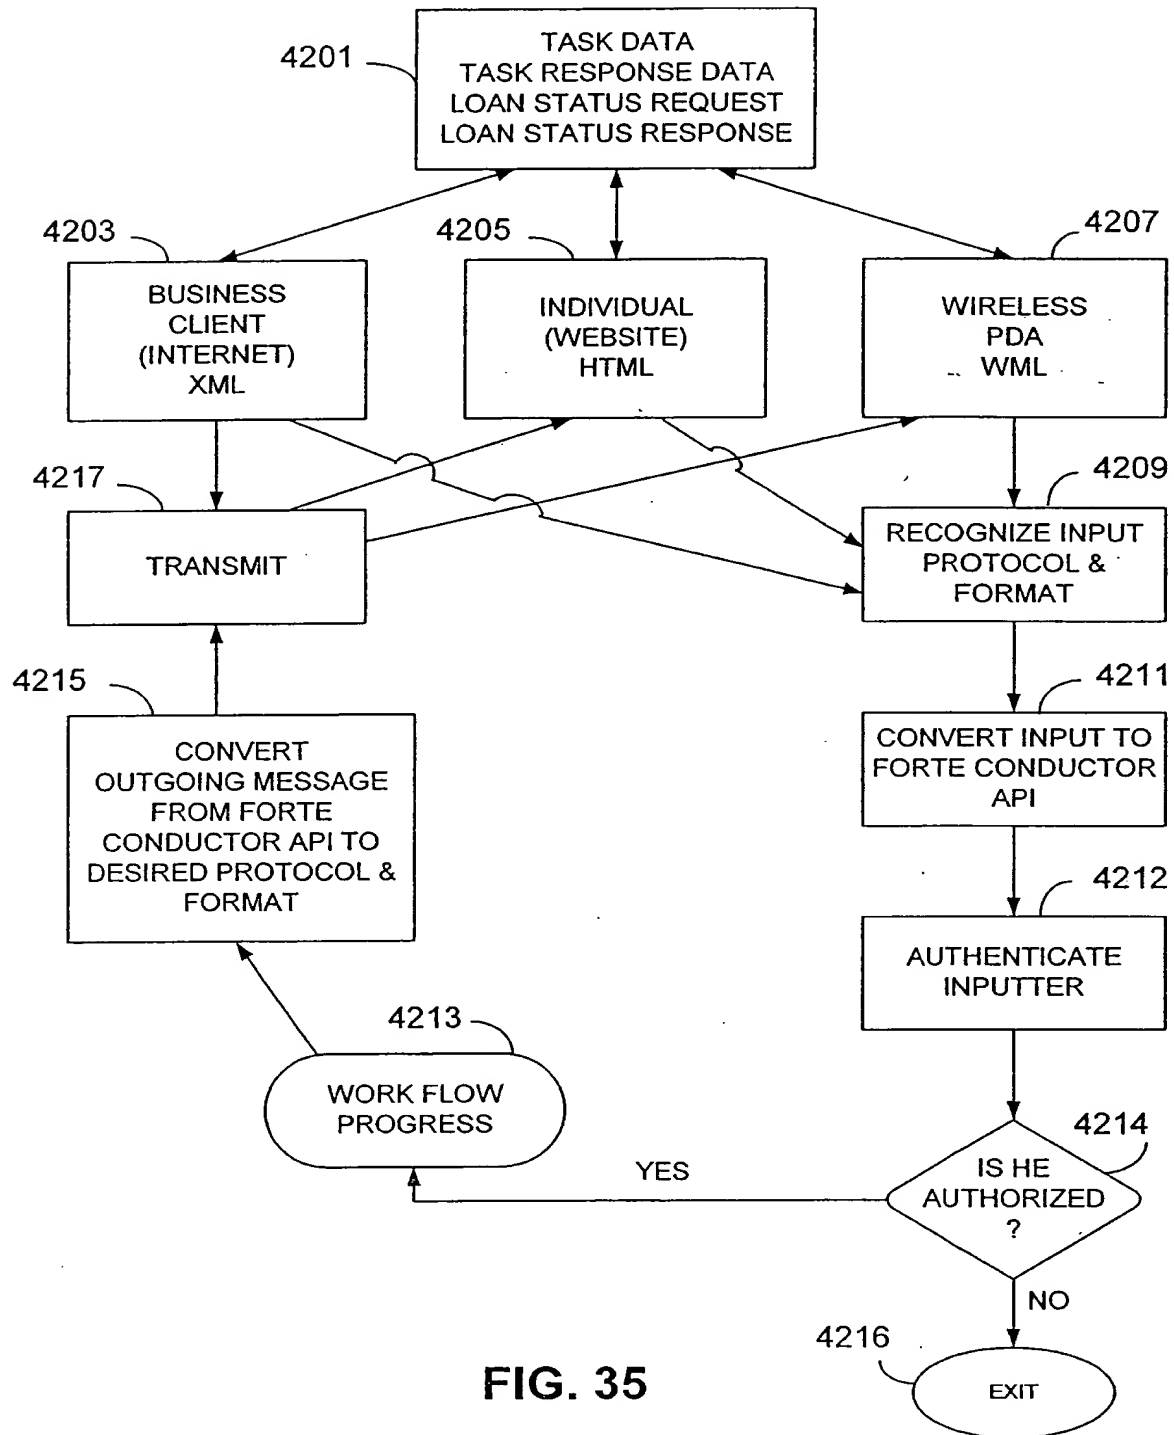 4201
TASK DATA
TASK RESPONSE DATA
LOAN STATUS REQUEST
LOAN STATUS RESPONSE
4203
BUSINESS
CLIENT
(INTERNET)
XML
4205
INDIVIDUAL
(WEBSITE)
HTML
4207
WIRELESS
PDA
WML
4217
TRANSMIT
4209
RECOGNIZE INPUT
PROTOCOL &
FORMAT
4215
CONVERT
OUTGOING MESSAGE
FROM FORTE
CONDUCTOR API TO
DESIRED PROTOCOL &
FORMAT
4211
CONVERT INPUT TO
FORTE CONDUCTOR
API
4212
AUTHENTICATE
INPUTTER
4213
WORK FLOW
PROGRESS
4214
IS HE
AUTHORIZED
?
YES
NO
4216
EXIT
FIG. 35